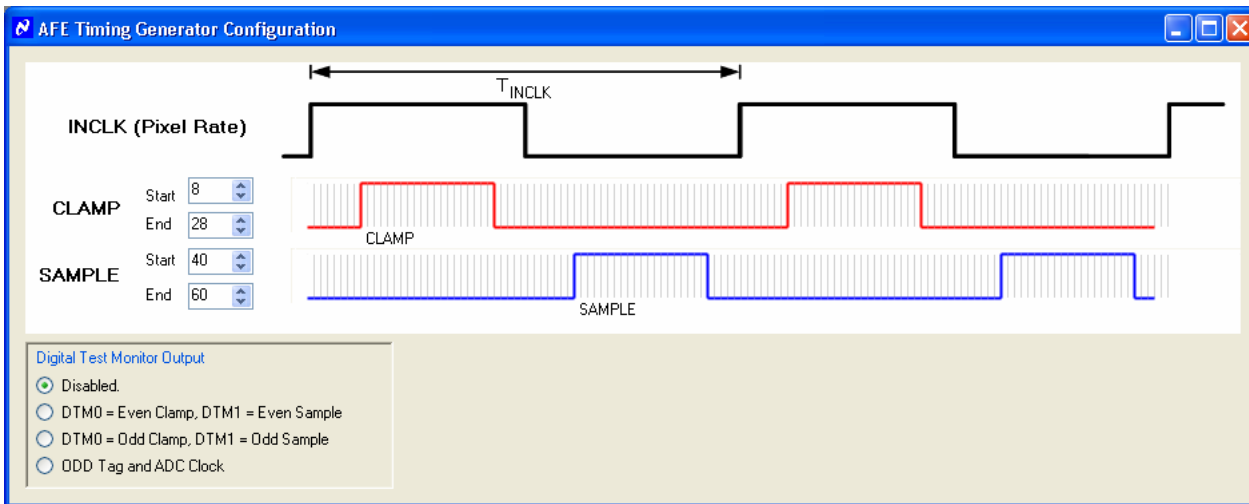 AFE Timing Generator Configuration
T INCLK
INCLK (Pixel Rate)
CLAMP
Start 8
End 28
CLAMP
SAMPLE
Start 40
End 60
SAMPLE
Digital Test Monitor Output
Disabled.
DTM0 = Even Clamp, DTM1 = Even Sample
DTM0 = Odd Clamp, DTM1 = Odd Sample
ODD Tag and ADC Clock